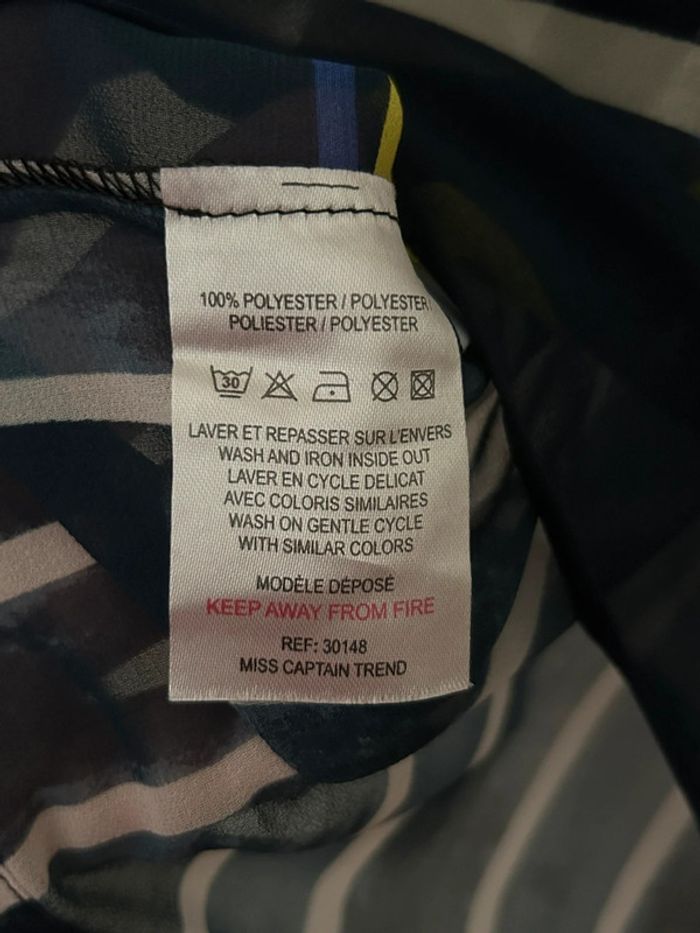 100% POLYESTER / POLYESTER/
POLIESTER / POLYESTER
30
LAVER ET REPASSER SUR L'ENVERS
WASH AND IRON INSIDE OUT
LAVER EN CYCLE DELICAT
AVEC COLORIS SIMILAIRES
WASH ON GENTLE CYCLE
WITH SIMILAR COLORS
MODÈLE DÉPOSÉ
KEEP AWAY FROM FIRE
REF: 30148
MISS CAPTAIN TREND